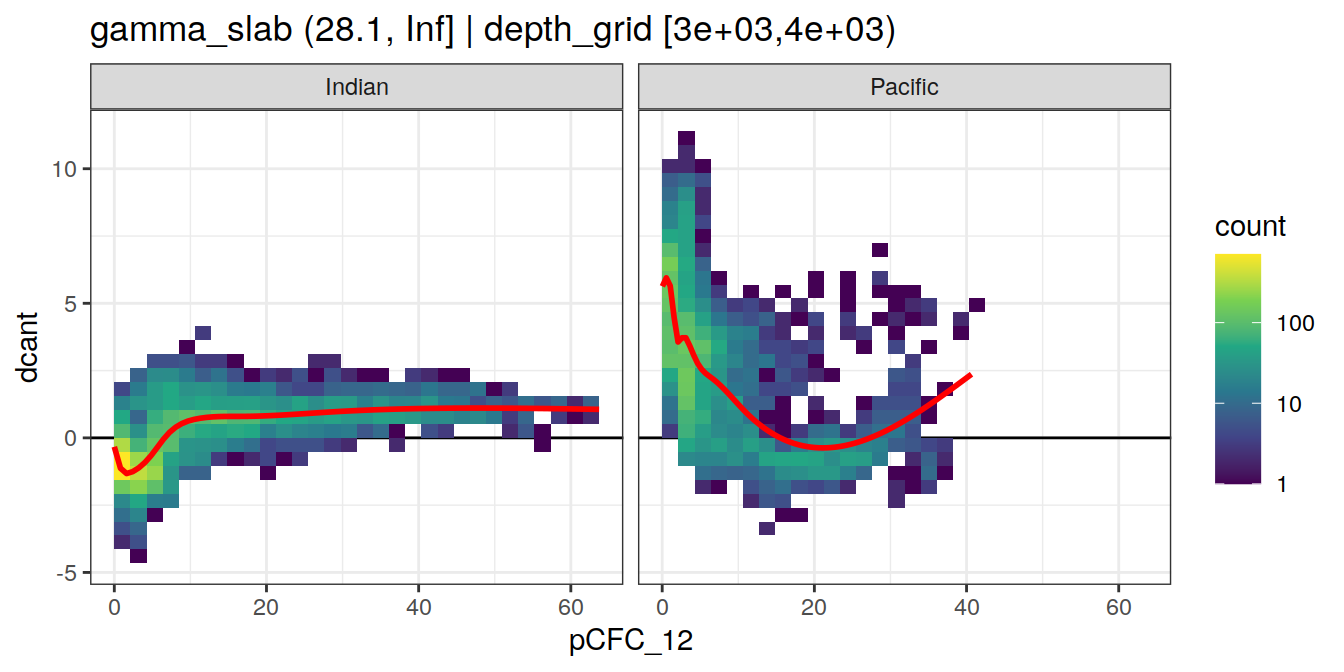 gamma_slab (28.1, Inf] | depth_grid [3e+03,4e+03)
Indian
Pacific
10
5
0
-5
dcant
0
20
40
60
0
20
40
60
pCFC_12
count
100
10
1